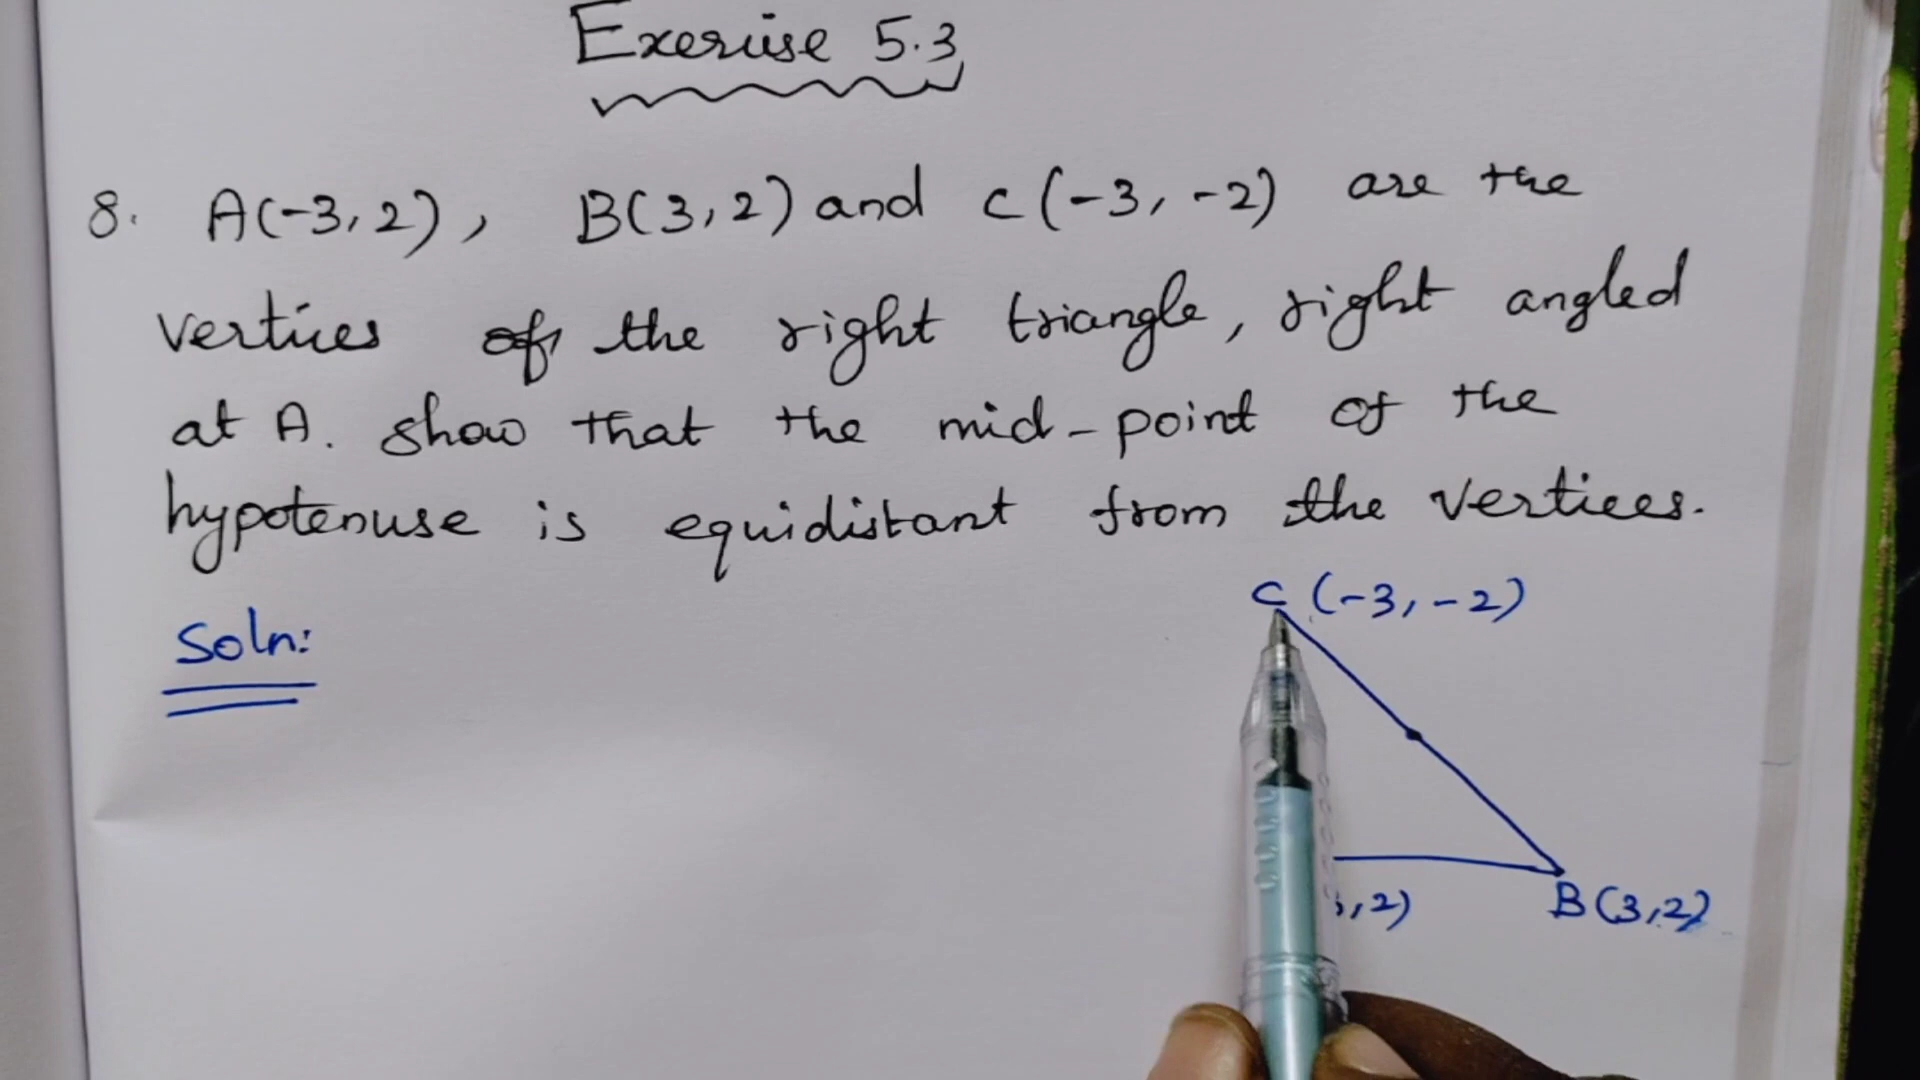 Exercise 5.3
8. A(-3,2), B(3,2) and C(-3,-2) are the
vertices of the right triangle, right angled
at A. show that the mid-point of the
hypotenuse is equidistant from the vertices.
Soln:
C (-3,-2)
,2)
B(3,2)